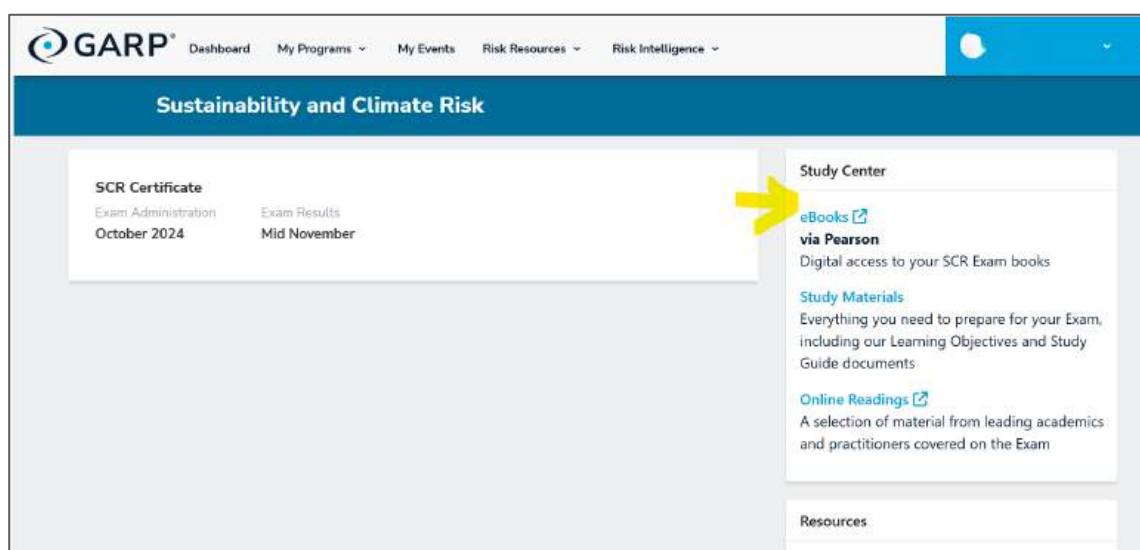 GARP®
Dashboard My Programs My Events Risk Resources Risk Intelligence
Sustainability and Climate Risk
SCR Certificate
Exam Administration Exam Results
October 2024 Mid November
Study Center
eBooks
via Pearson
Digital access to your SCR Exam books
Study Materials
Everything you need to prepare for your Exam,
including our Learning Objectives and Study
Guide documents
Online Readings
A selection of material from leading academics
and practitioners covered on the Exam
Resources